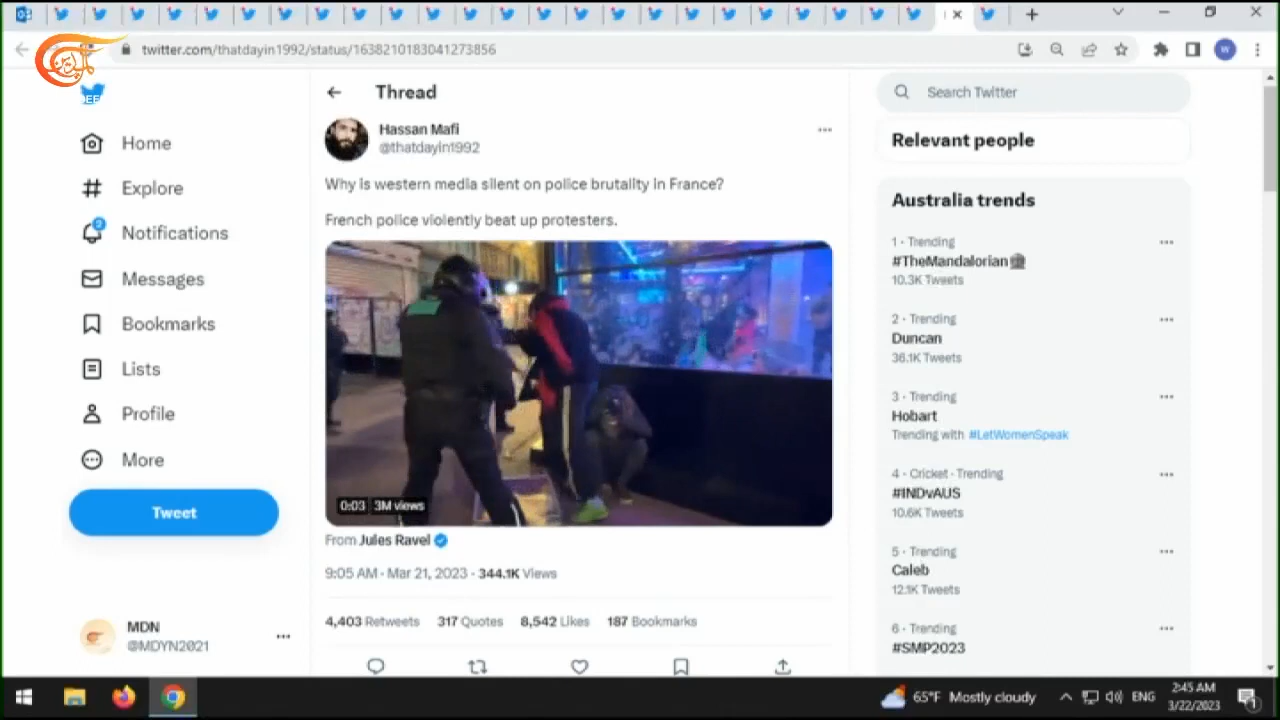 twitter.com/thatdayin1992/status/1638210183041273856
W
Home
Explore
Notifications
Messages
Bookmarks
Lists
Profile
More
Tweet
MDN
@MDYN2021
Thread
Hassan Mafi
@thatdayin1992
Why is western media silent on police brutality in France?
French police violently beat up protesters.
0:03 3M views
From Jules Ravel
9:05 AM · Mar 21, 2023 · 344.1K Views
4,403 Retweets 317 Quotes 8,542 Likes 187 Bookmarks
Search Twitter
Relevant people
Australia trends
1 · Trending
#TheMandalorian
10.3K Tweets
2 · Trending
Duncan
36.1K Tweets
3 · Trending
Hobart
Trending with #LetWomenSpeak
4 · Cricket · Trending
#INDvAUS
10.6K Tweets
5 · Trending
Caleb
12.1K Tweets
6 · Trending
#SMP2023
65°F Mostly cloudy
ENG
2:45 AM
3/22/2023